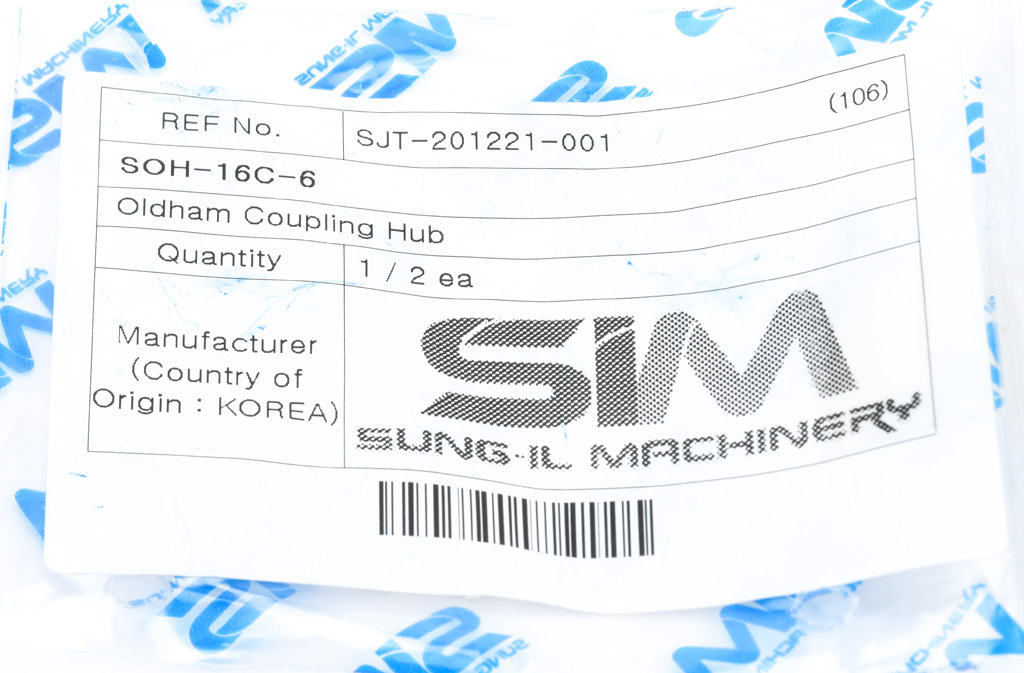 REF No.
SJT-201221-001
(106)
SOH-16C-6
Oldham Coupling Hub
Quantity
1 / 2 ea
Manufacturer
(Country of
Origin : KOREA)
SIM
SUNG-IL MACHINERY